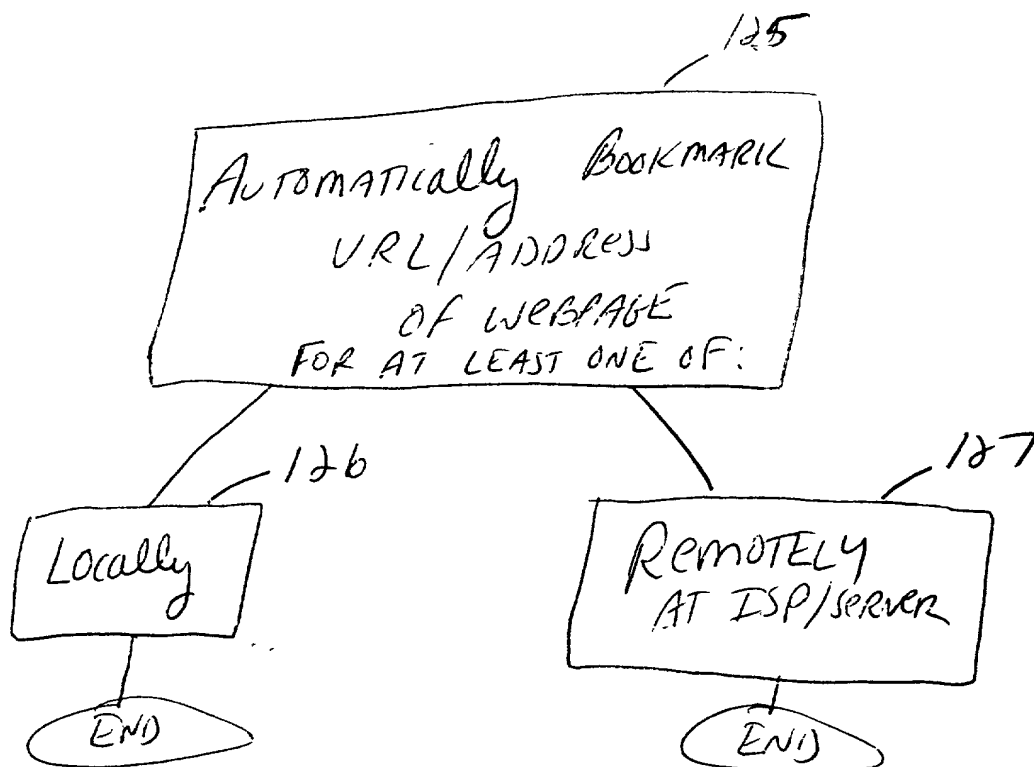 125
AUTOMATICally BOOKMARK
URL/ADDRess
OF WeBPAGE
FOR AT LEAST ONE OF:
126
Locally
127
RemOTELY
AT ISP/serveR
END
END